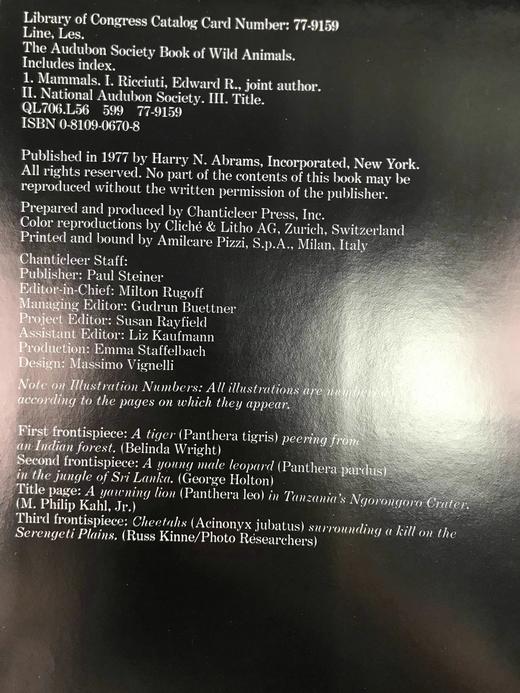 Library of Congress Catalog Card Number: 77-9159
Line, Les.
The Audubon Society Book of Wild Animals.
Includes index.
1. Mammals. I. Ricciuti, Edward R., joint author.
II. National Audubon Society. III. Title.
QL706.L56 599 77-9159
ISBN 0-8109-0670-8
Published in 1977 by Harry N. Abrams, Incorporated, New York.
All rights reserved. No part of the contents of this book may be
reproduced without the written permission of the publisher.
Prepared and produced by Chanticleer Press, Inc.
Color reproductions by Cliché & Litho AG, Zurich, Switzerland
Printed and bound by Amilcare Pizzi, S.p.A., Milan, Italy
Chanticleer Staff:
Publisher: Paul Steiner
Editor-in-Chief: Milton Rugoff
Managing Editor: Gudrun Buettner
Project Editor: Susan Rayfield
Assistant Editor: Liz Kaufmann
Production: Emma Staffelbach
Design: Massimo Vignelli
Note on Illustration Numbers: All illustrations are numbered
according to the pages on which they appear.
First frontispiece: A tiger (Panthera tigris) peering from
an Indian forest. (Belinda Wright)
Second frontispiece: A young male leopard (Panthera pardus)
in the jungle of Sri Lanka. (George Holton)
Title page: A yawning lion (Panthera leo) in Tanzania's Ngorongoro Crater.
(M. Philip Kahl, Jr.)
Third frontispiece: Cheetahs (Acinonyx jubatus) surrounding a kill on the
Serengeti Plains. (Russ Kinne/Photo Researchers)